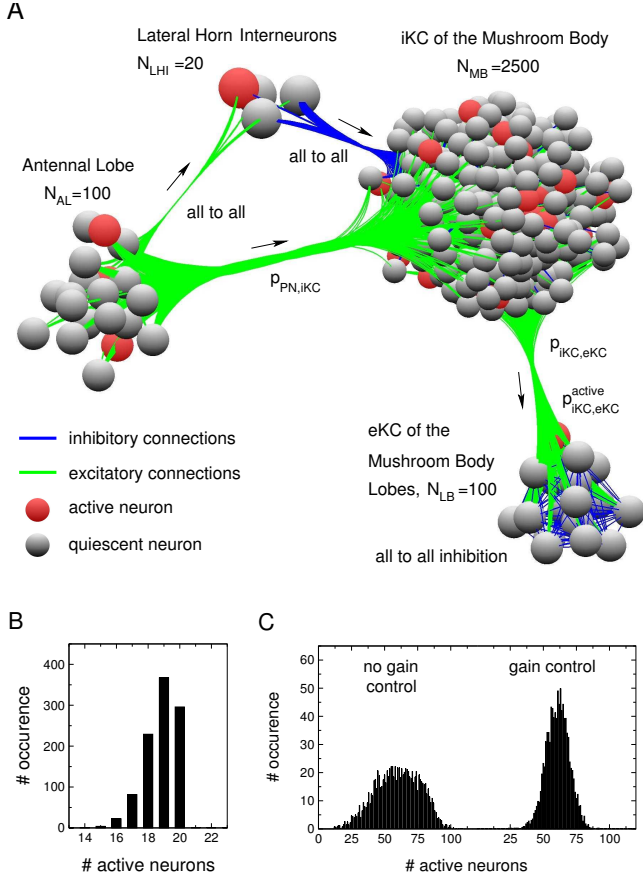 A
Lateral Horn Interneurons
N_LHI =20
iKC of the Mushroom Body
N_MB =2500
all to all
Antennal Lobe
N_AL =100
all to all
p_PN,iKC
p_iKC,eKC
p^active_iKC,eKC
eKC of the
Mushroom Body
Lobes, N_LB =100
all to all inhibition
inhibitory connections
excitatory connections
active neuron
quiescent neuron
B
400
300
200
100
0
14 16 18 20 22
# occurence
# active neurons
C
60
50
40
30
20
10
0
0 25 50 75 100 25 50 75 100
# occurence
no gain
control
gain control
# active neurons